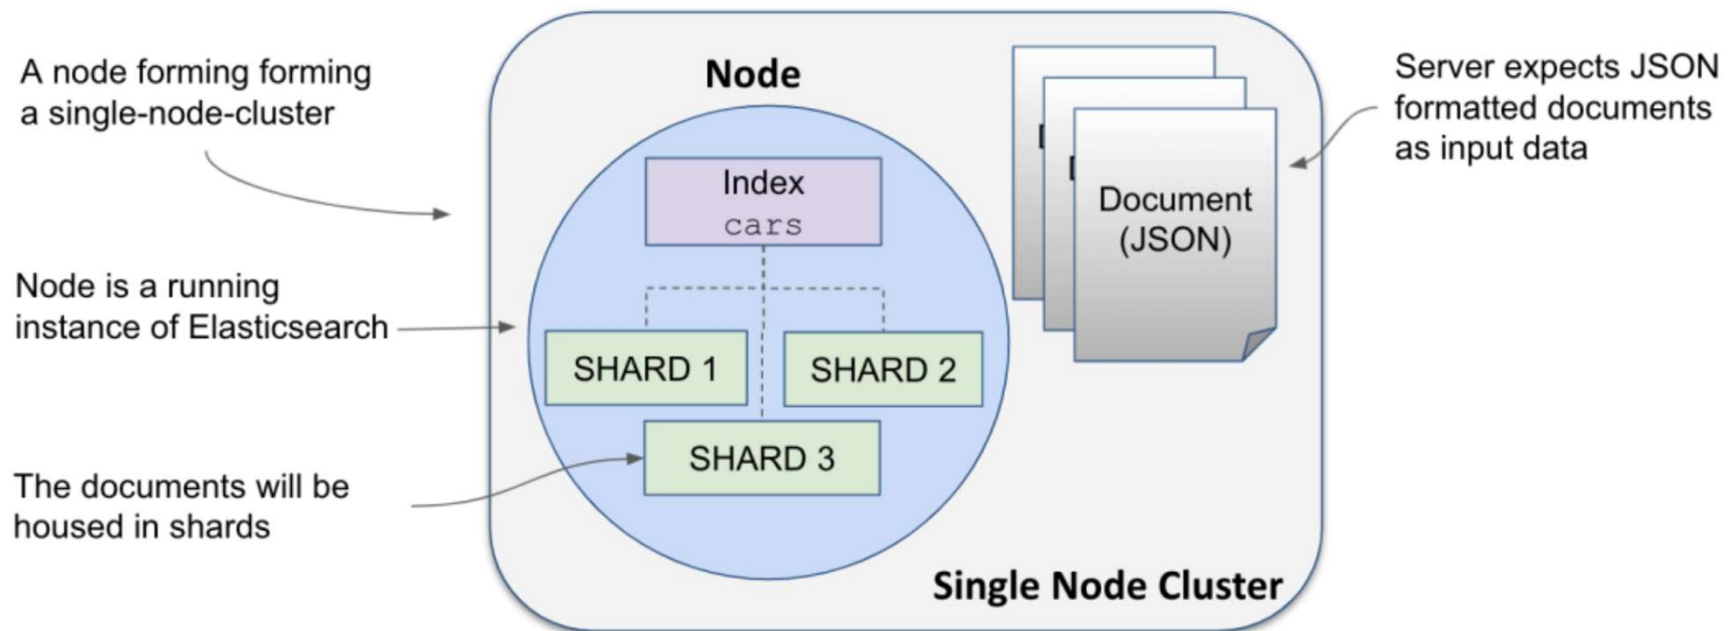 A node forming forming
a single-node-cluster
Node is a running
instance of Elasticsearch
The documents will be
housed in shards
Node
Index
cars
SHARD 1
SHARD 2
SHARD 3
Document
(JSON)
Server expects JSON
formatted documents
as input data
Single Node Cluster